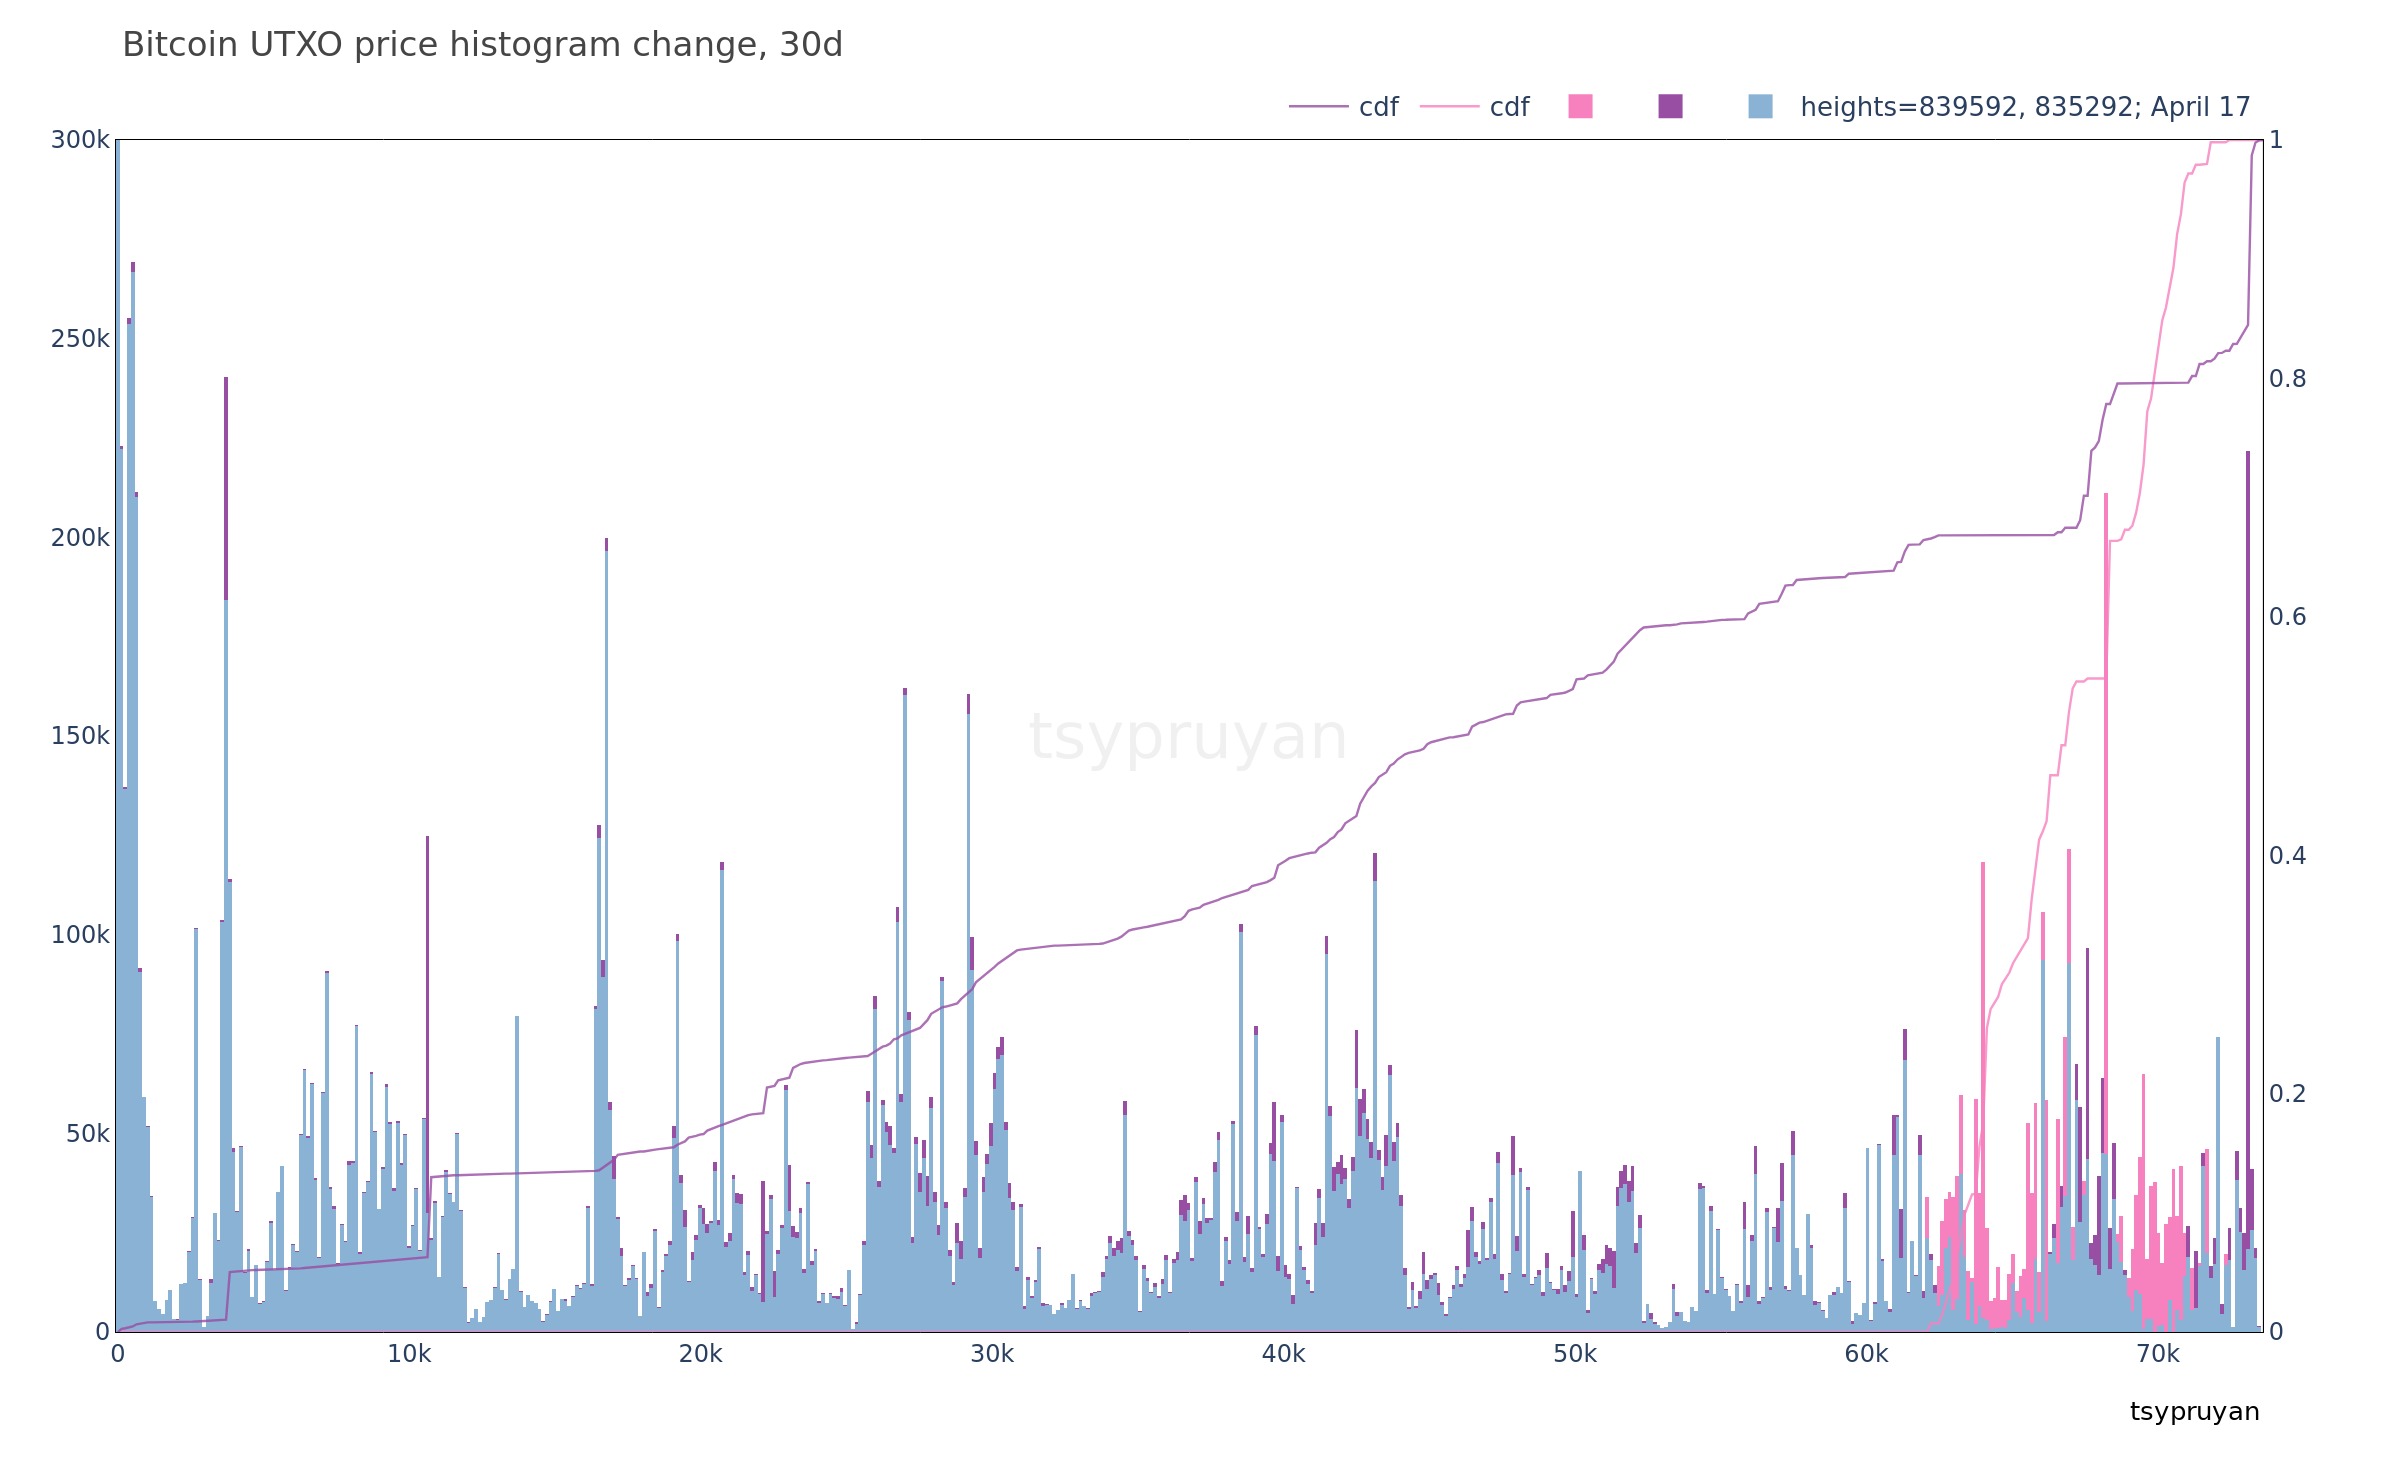 Bitcoin UTXO price histogram change, 30d
cdf cdf heights=839592, 835292; April 17
300k 1
250k
0.8
200k
0.6
150k
tsypruyan
0.4
100k
0.2
50k
0 0
0 10k 20k 30k 40k 50k 60k 70k
tsypruyan